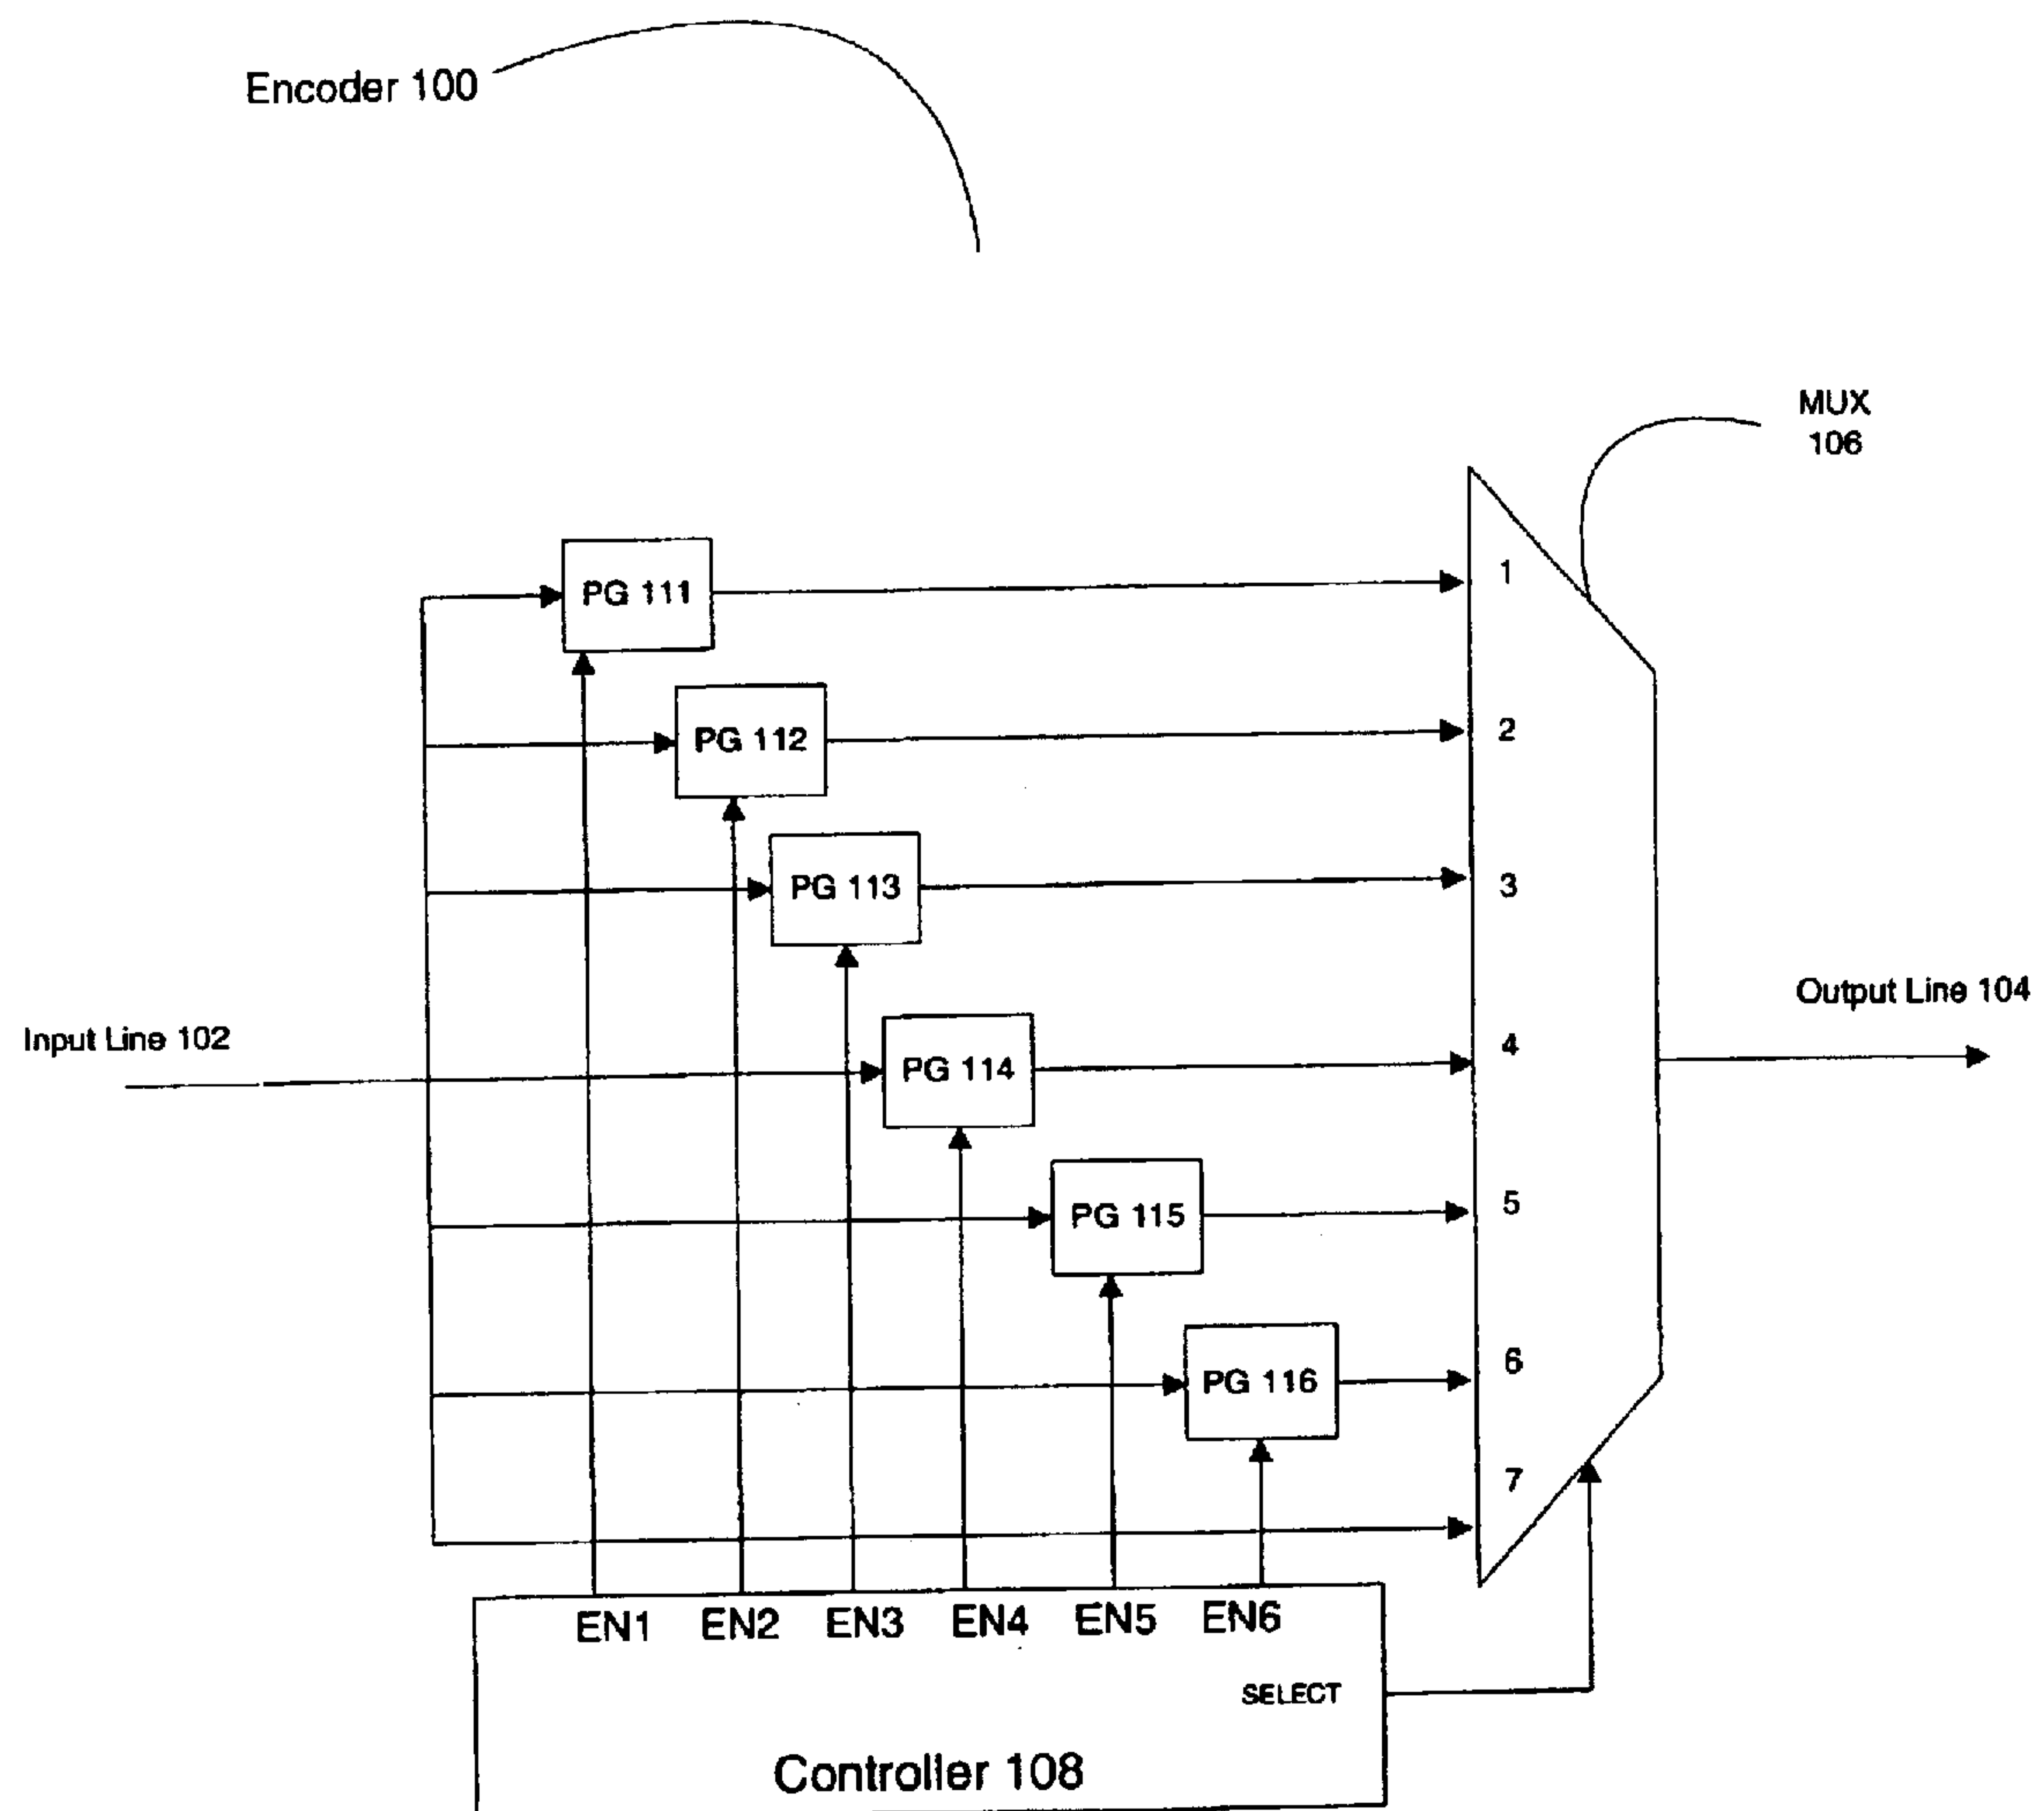 Encoder 100
MUX
106
PG 111
1
PG 112
2
PG 113
3
Output Line 104
Input Line 102
PG 114
4
PG 115
5
PG 116
6
7
EN1 EN2 EN3 EN4 EN5 EN6
SELECT
Controller 108